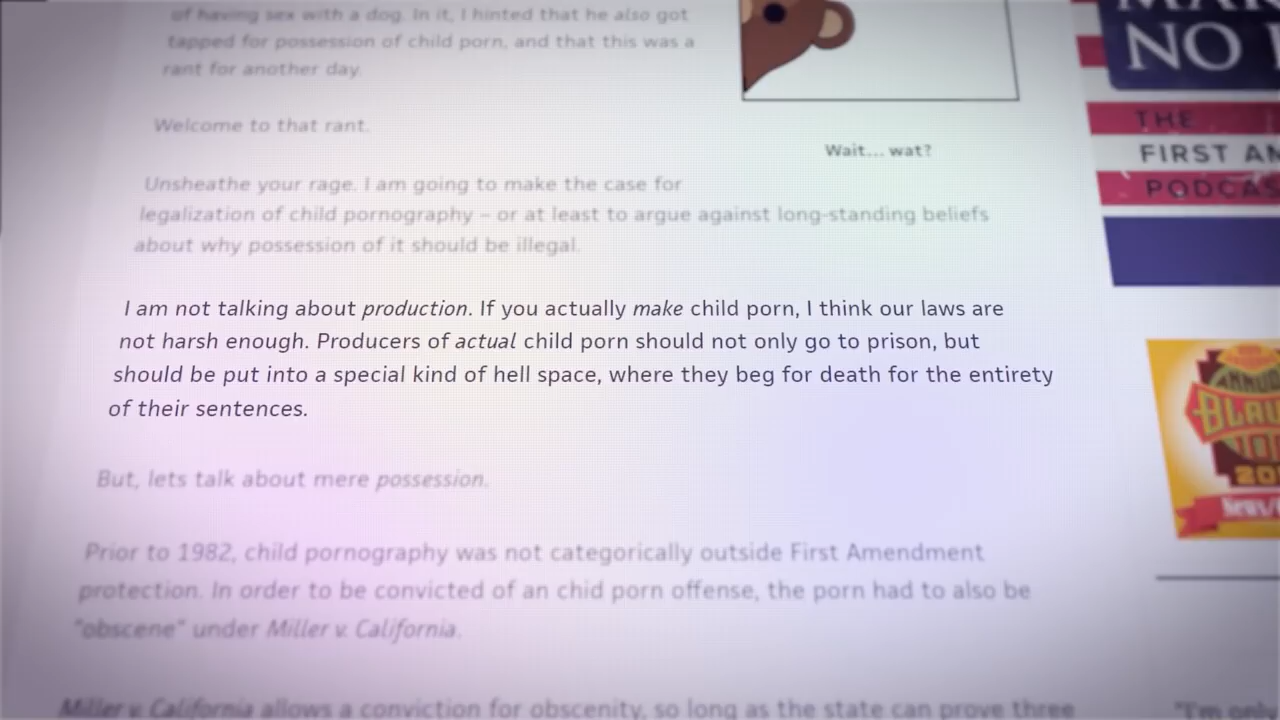 of having sex with a dog. In it, I hinted that he also got
tapped for possession of child porn, and that this was a
rant for another day.
Welcome to that rant.
Wait... wat?
Unsheathe your rage. I am going to make the case for
legalization of child pornography – or at least to argue against long-standing beliefs
about why possession of it should be illegal.
I am not talking about production. If you actually make child porn, I think our laws are
not harsh enough. Producers of actual child porn should not only go to prison, but
should be put into a special kind of hell space, where they beg for death for the entirety
of their sentences.
But, lets talk about mere possession.
Prior to 1982, child pornography was not categorically outside First Amendment
protection. In order to be convicted of an chid porn offense, the porn had to also be
"obscene" under Miller v. California.
Miller v. California allows a conviction for obscenity, so long as the state can prove three
NO
THE
FIRST
"I'm only